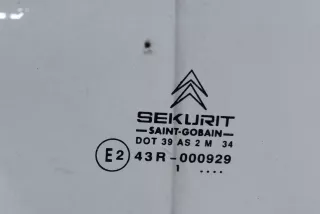 SEKURIT
SAINT-GOBAIN
DOT 39 AS 2 M 34
E2 43R-000929
1 ....